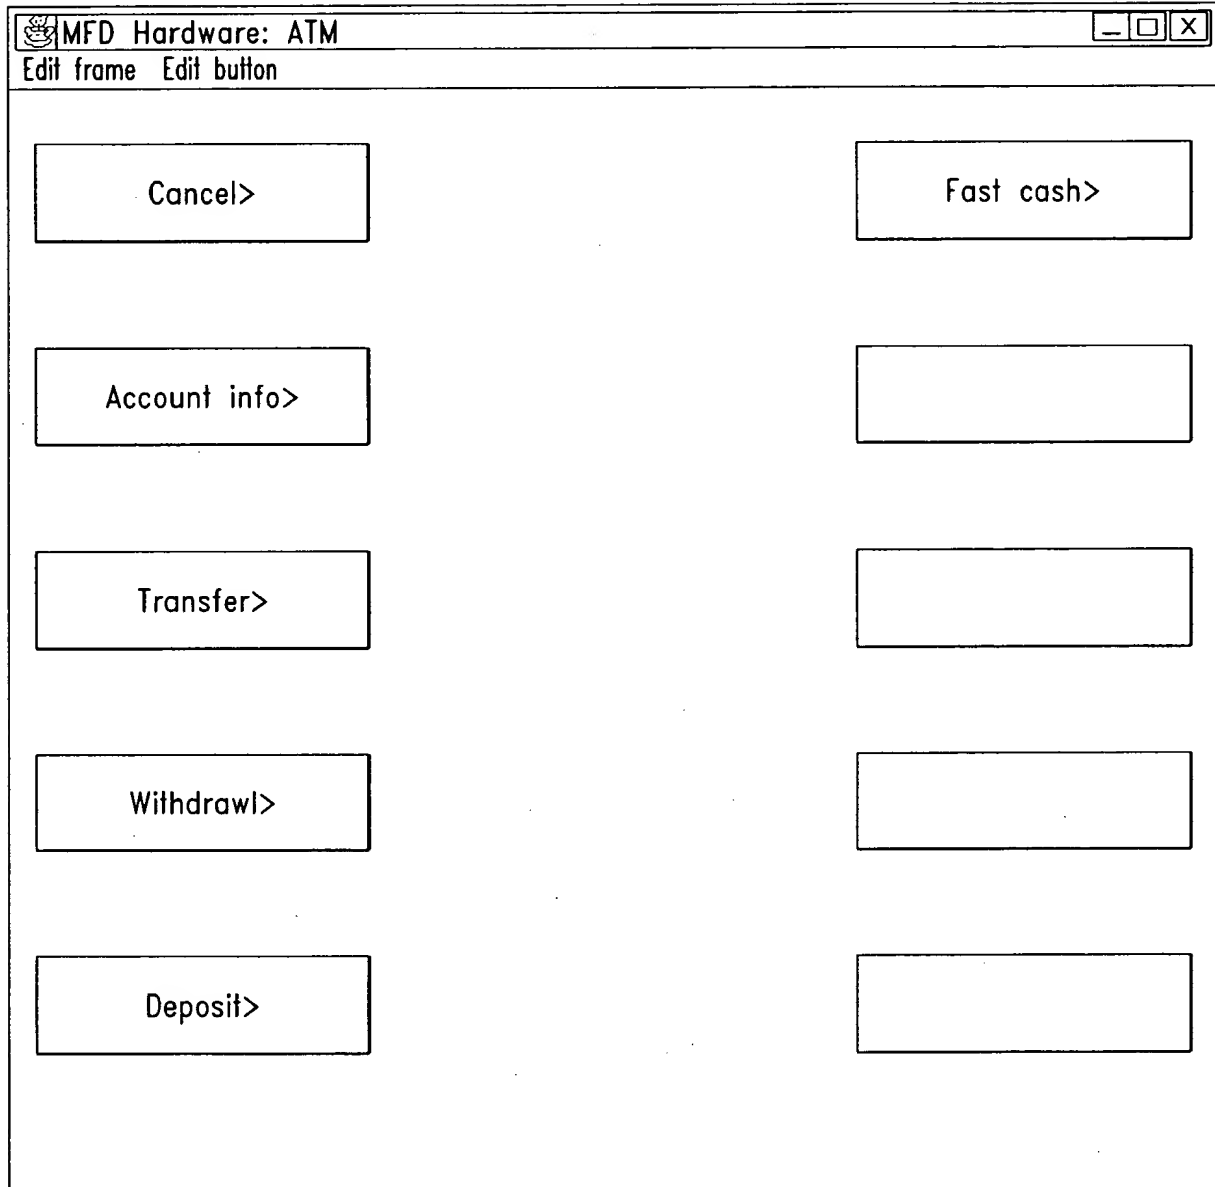 MFD Hardware: ATM
Edit frame Edit button
Cancel>
Fast cash>
Account info>
Transfer>
Withdrawl>
Deposit>